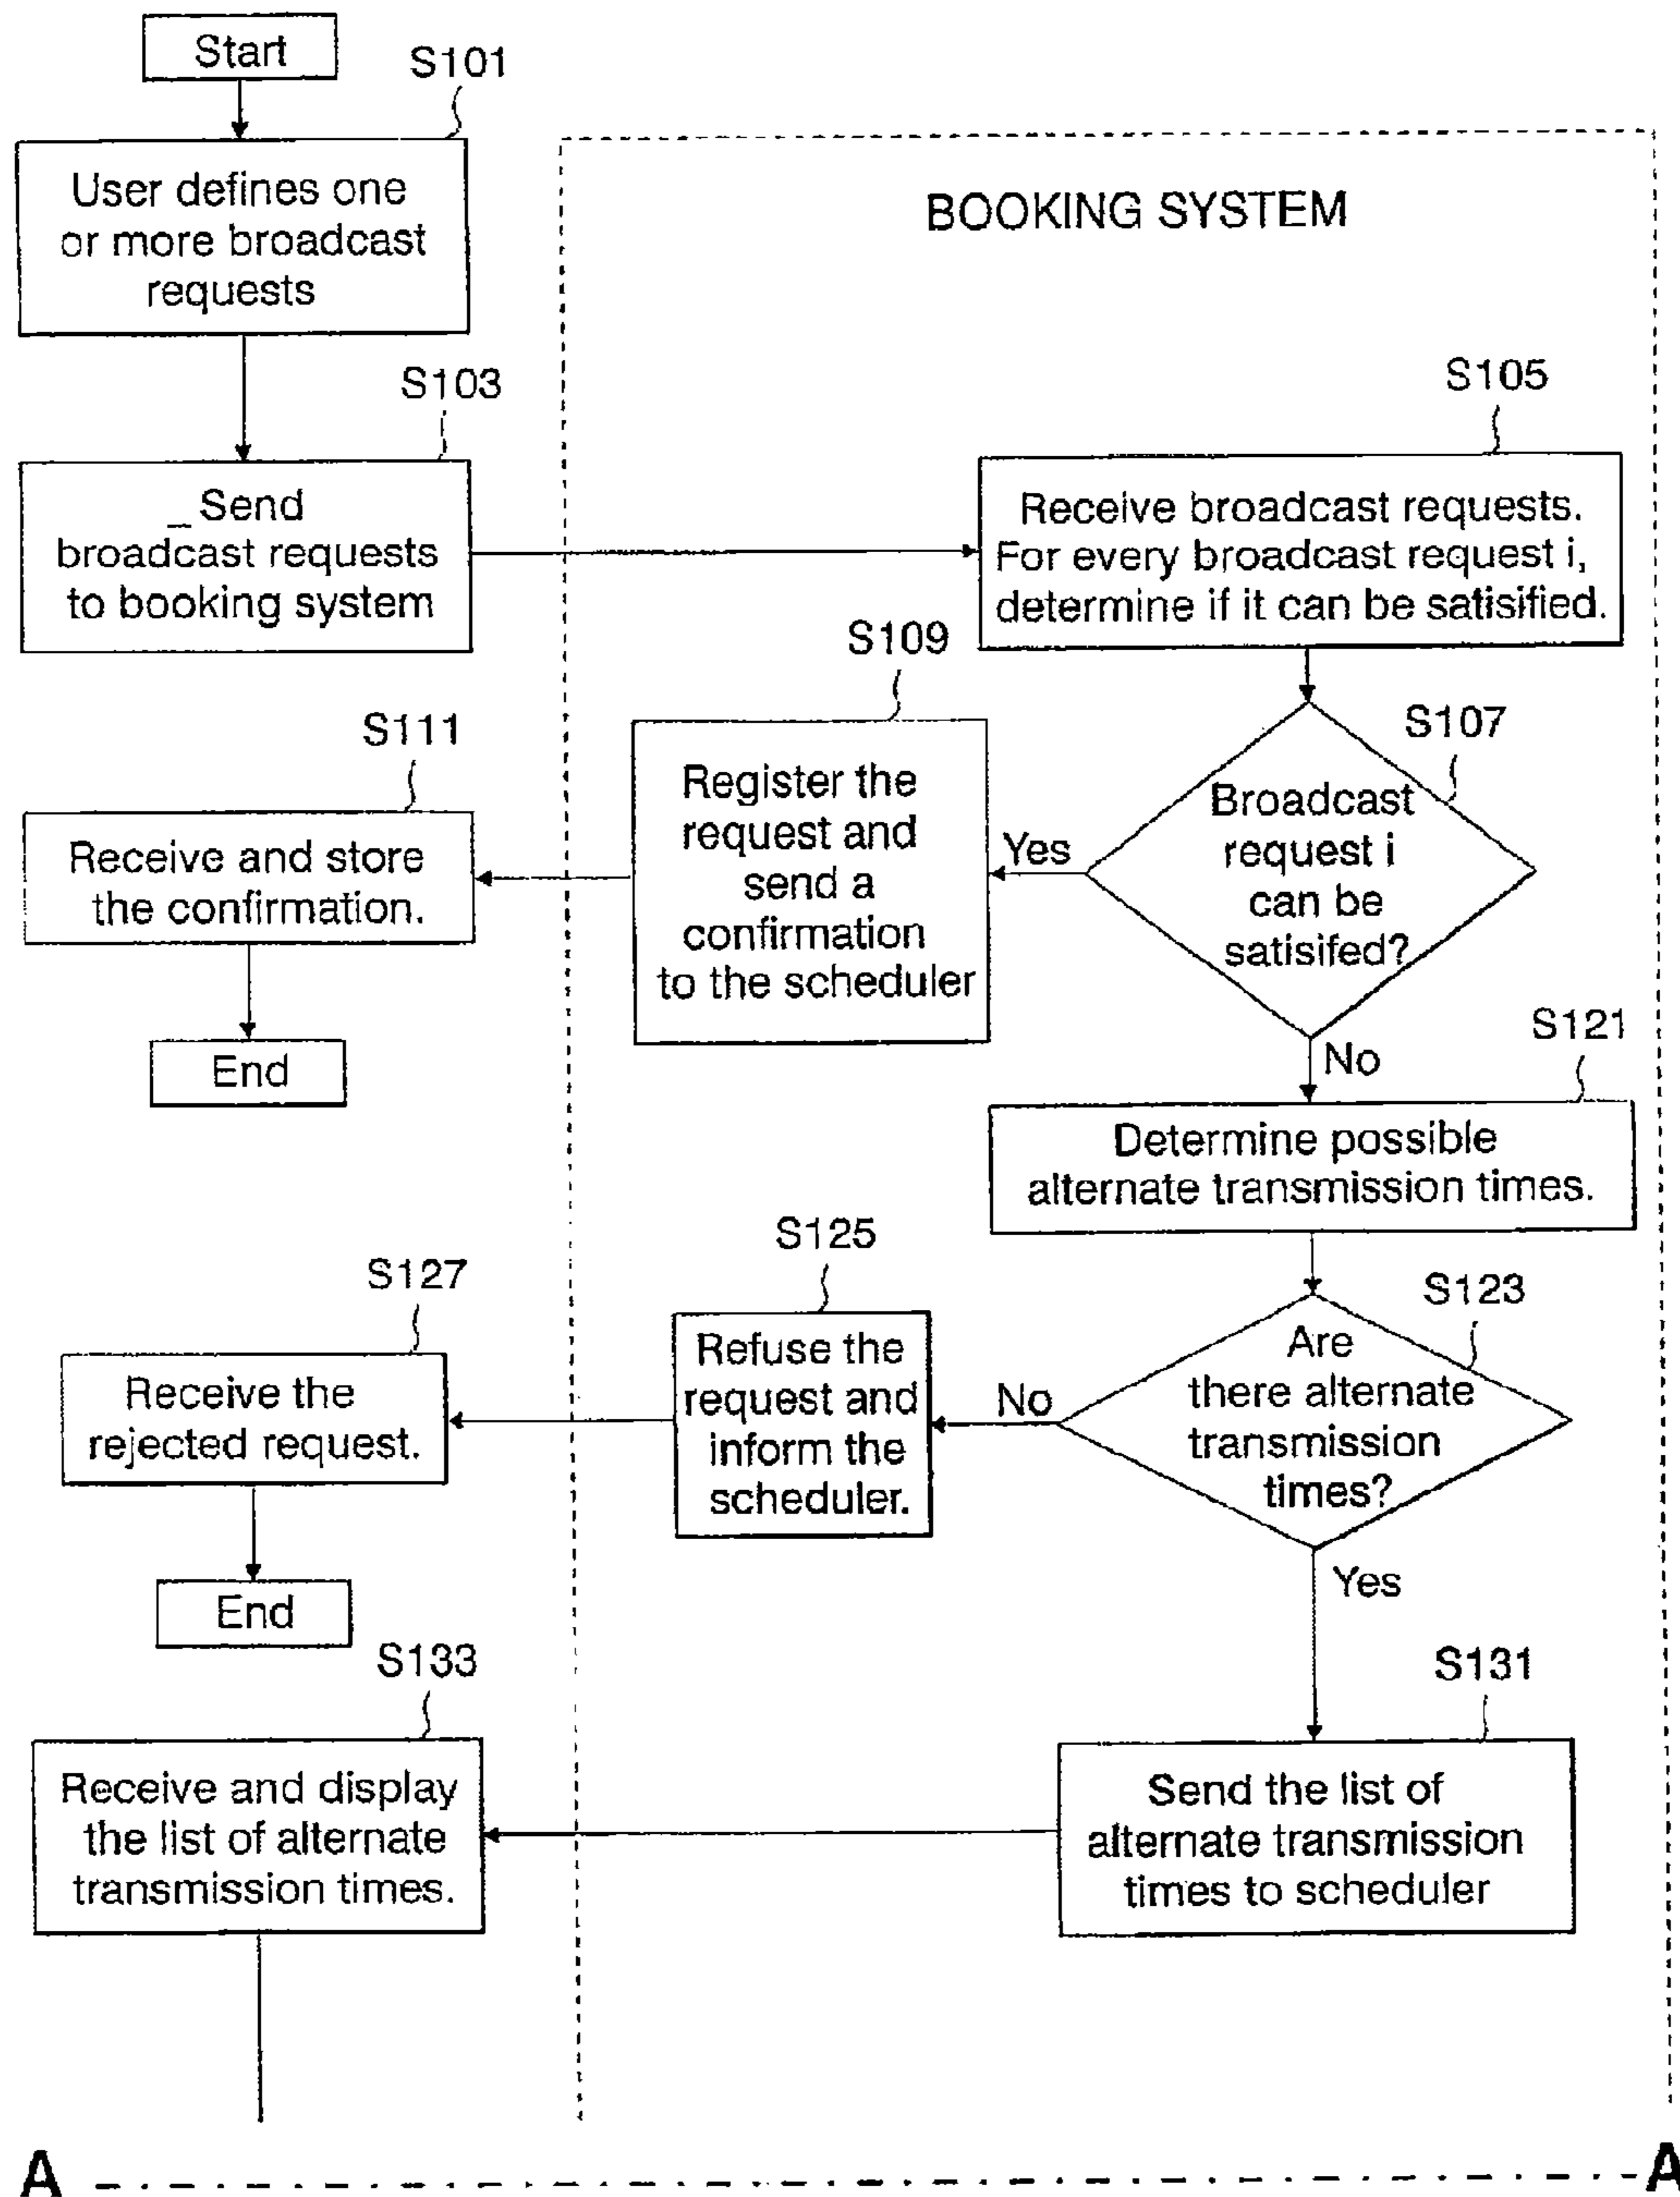 Start
S101
User defines one
or more broadcast
requests
BOOKING SYSTEM
S103
_ Send
broadcast requests
to booking system
S105
Receive broadcast requests.
For every broadcast request i,
determine if it can be satisified.
S107
Broadcast
request i
can be
satisifed?
Yes
S109
Register the
request and
send a
confirmation
to the scheduler
S111
Receive and store
the confirmation.
End
No
S121
Determine possible
alternate transmission times.
S123
Are
there alternate
transmission
times?
No
S125
Refuse the
request and
inform the
scheduler.
S127
Receive the
rejected request.
End
Yes
S131
Send the list of
alternate transmission
times to scheduler
S133
Receive and display
the list of alternate
transmission times.
A A